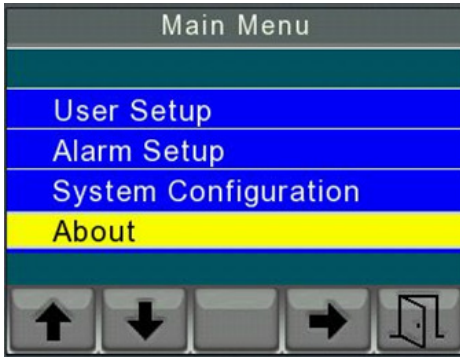 Main Menu
User Setup
Alarm Setup
System Configuration
About